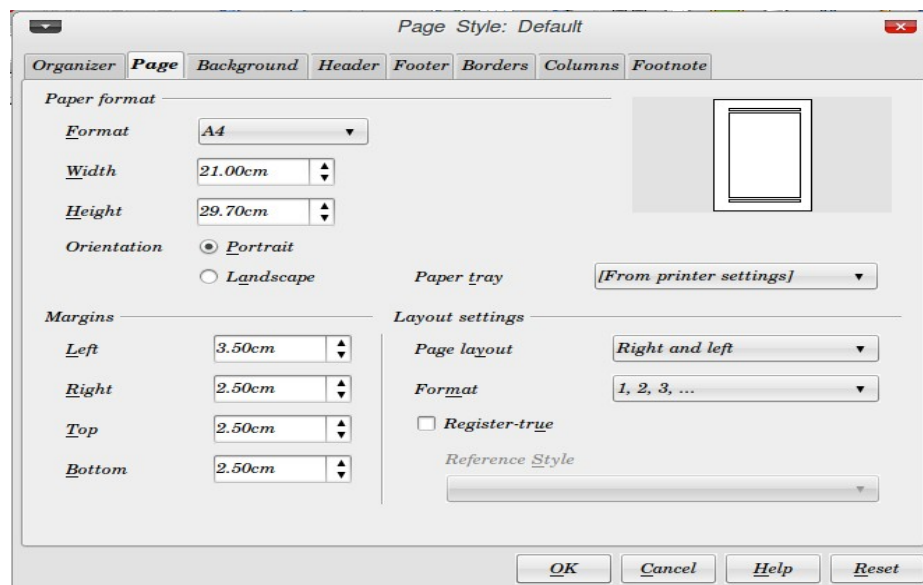 Page Style: Default
Organizer Page Background Header Footer Borders Columns Footnote
Paper format
Format A4
Width 21.00cm
Height 29.70cm
Orientation Portrait
Landscape
Paper tray [From printer settings]
Margins
Left 3.50cm
Right 2.50cm
Top 2.50cm
Bottom 2.50cm
Layout settings
Page layout Right and left
Format 1, 2, 3, ...
Register-true
Reference Style
OK Cancel Help Reset